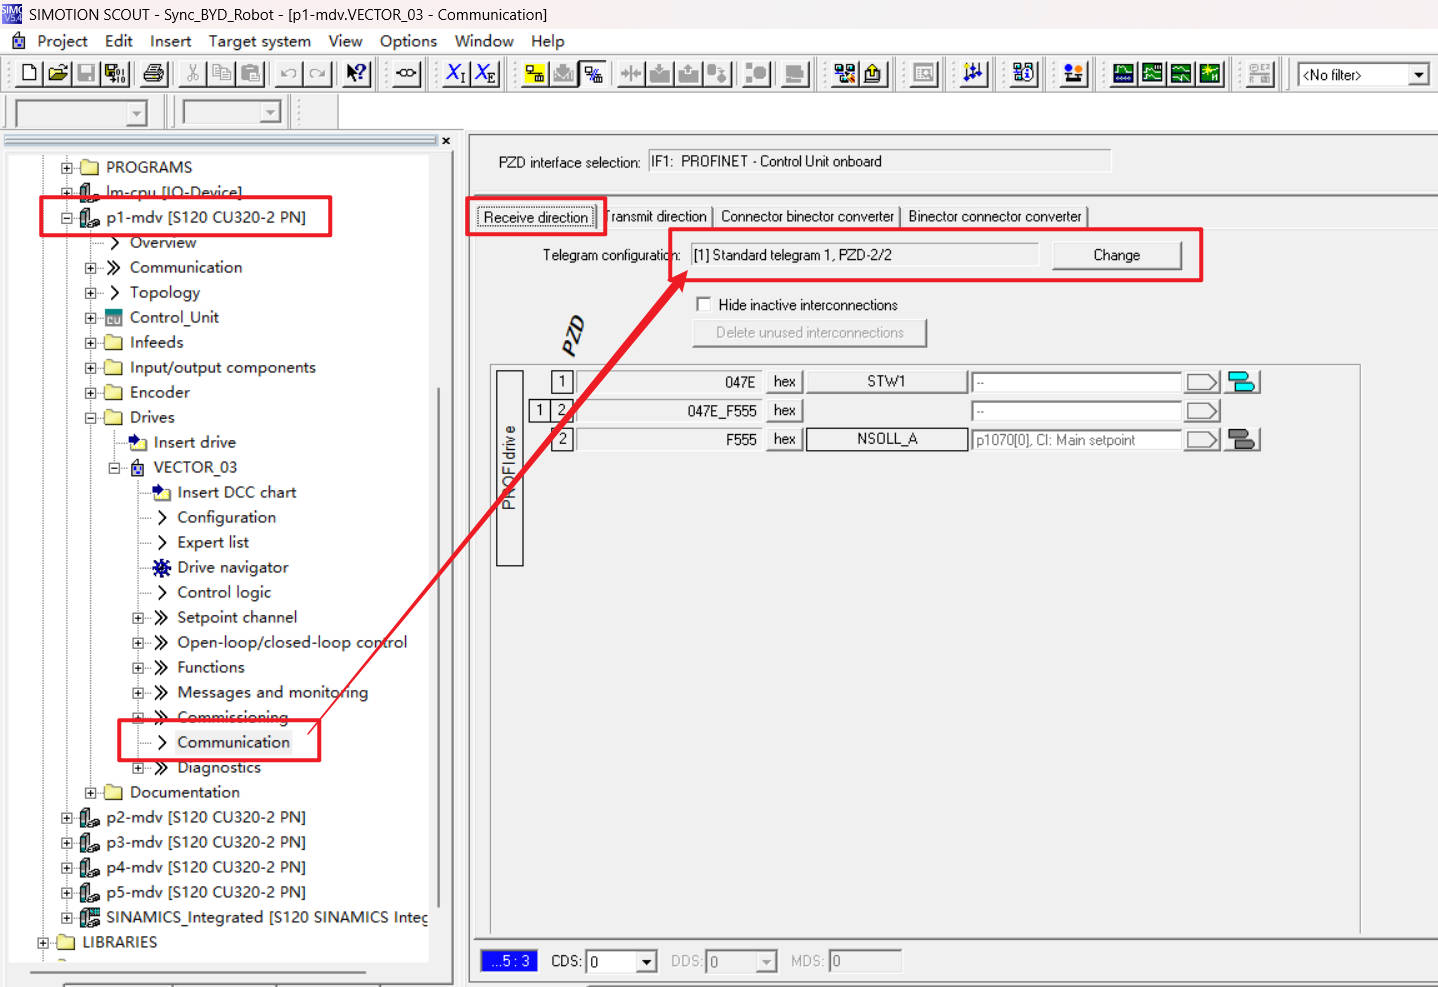 SIMOTION SCOUT - Sync_BYD_Robot - [p1-mdv.VECTOR_03 - Communication]
Project Edit Insert Target system View Options Window Help
<No filter>
PROGRAMS
lm-cpu [IO-Device]
p1-mdv [S120 CU320-2 PN]
Overview
Communication
Topology
Control_Unit
Infeeds
Input/output components
Encoder
Drives
Insert drive
VECTOR_03
Insert DCC chart
Configuration
Expert list
Drive navigator
Control logic
Setpoint channel
Open-loop/closed-loop control
Functions
Messages and monitoring
Commissioning
Communication
Diagnostics
Documentation
p2-mdv [S120 CU320-2 PN]
p3-mdv [S120 CU320-2 PN]
p4-mdv [S120 CU320-2 PN]
p5-mdv [S120 CU320-2 PN]
SINAMICS_Integrated [S120 SINAMICS Integ
LIBRARIES
PZD interface selection: IF1: PROFINET - Control Unit onboard
Receive direction Transmit direction Connector binector converter Binector connector converter
Telegram configuration: [1] Standard telegram 1, PZD-2/2 Change
Hide inactive interconnections
Delete unused interconnections
PZD
PROFIdrive
1 047E hex STW1 --
1 2 047E_F555 hex --
2 F555 hex NSOLL_A p1070[0], CI: Main setpoint
...5 : 3 CDS: 0 DDS: 0 MDS: 0